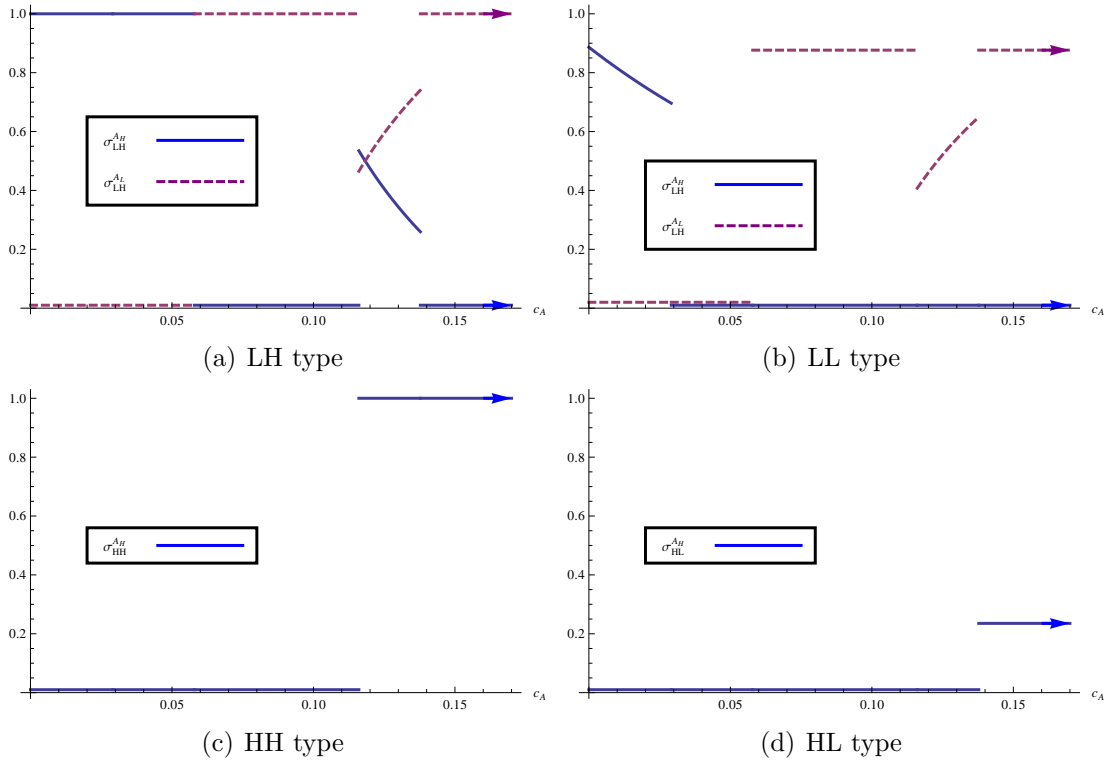 1.0
0.8
0.6
0.4
0.2
σ_LH^{A_H}
σ_LH^{A_L}
0.05 0.10 0.15 c_A
(a) LH type
1.0
0.8
0.6
0.4
0.2
σ_LH^{A_H}
σ_LH^{A_L}
0.05 0.10 0.15 c_A
(b) LL type
1.0
0.8
0.6
0.4
0.2
σ_HH^{A_H}
0.05 0.10 0.15 c_A
(c) HH type
1.0
0.8
0.6
0.4
0.2
σ_HL^{A_H}
0.05 0.10 0.15 c_A
(d) HL type